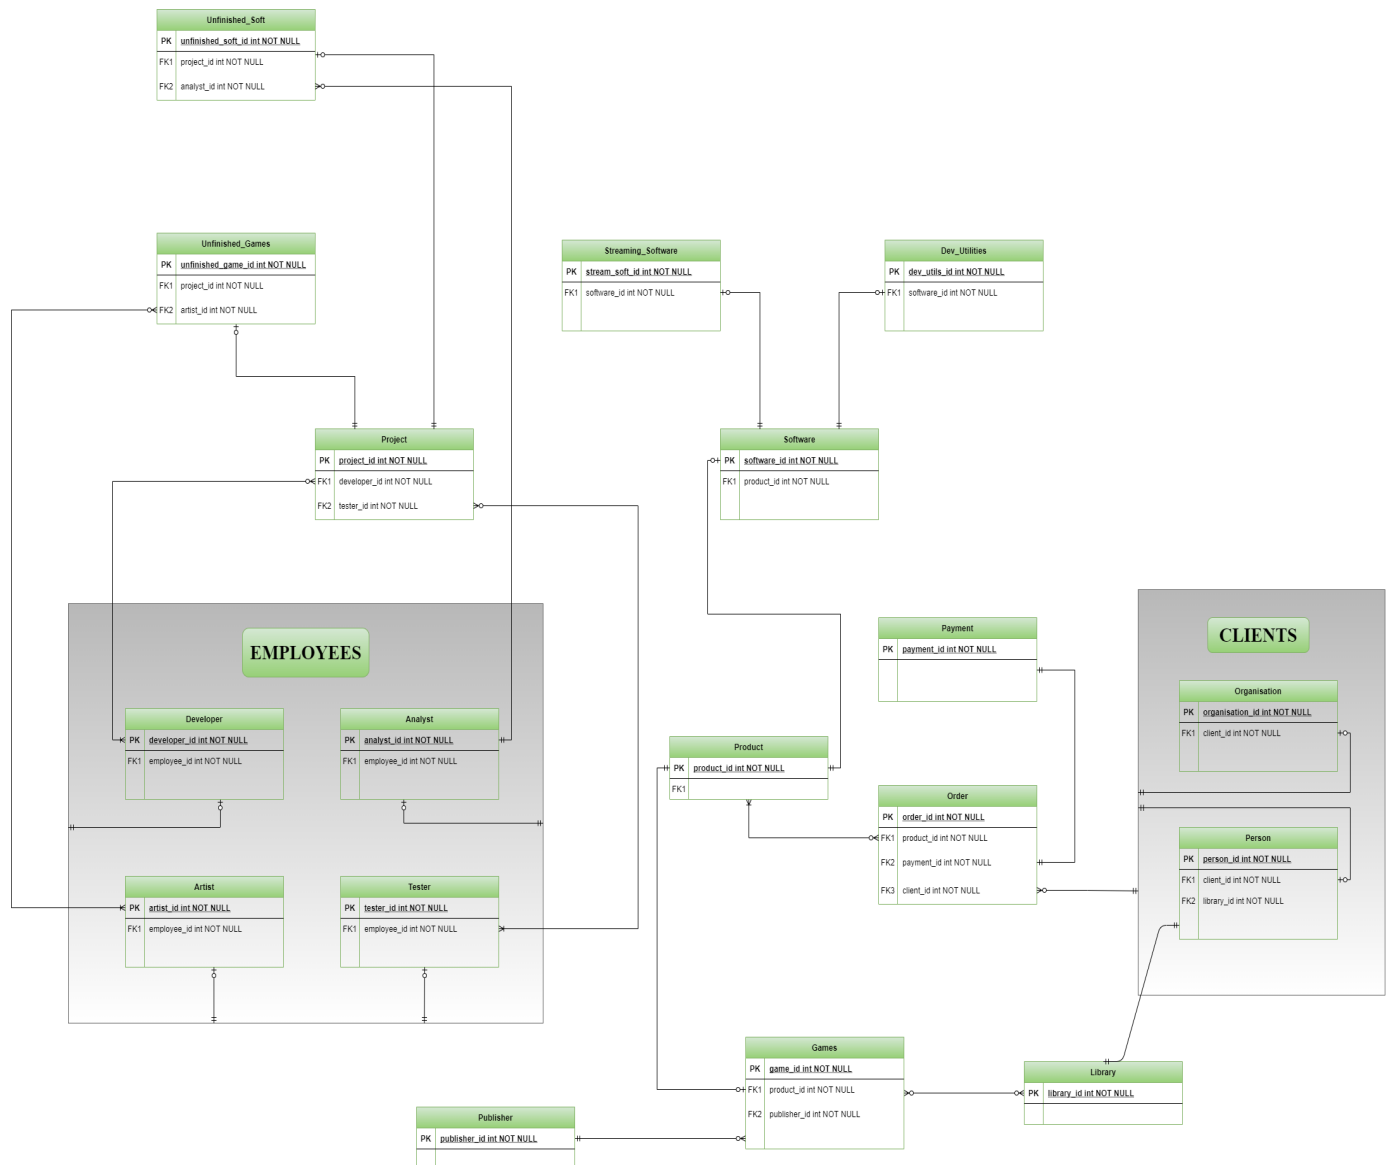 Unfinished_Soft
PK unfinished_soft_id int NOT NULL
FK1 project_id int NOT NULL
FK2 analyst_id int NOT NULL
Unfinished_Games
PK unfinished_game_id int NOT NULL
FK1 project_id int NOT NULL
FK2 artist_id int NOT NULL
Streaming_Software
PK stream_soft_id int NOT NULL
FK1 software_id int NOT NULL
Dev_Utilities
PK dev_utils_id int NOT NULL
FK1 software_id int NOT NULL
Project
PK project_id int NOT NULL
FK1 developer_id int NOT NULL
FK2 tester_id int NOT NULL
Software
PK software_id int NOT NULL
FK1 product_id int NOT NULL
EMPLOYEES
Developer
PK developer_id int NOT NULL
FK1 employee_id int NOT NULL
Analyst
PK analyst_id int NOT NULL
FK1 employee_id int NOT NULL
Artist
PK artist_id int NOT NULL
FK1 employee_id int NOT NULL
Tester
PK tester_id int NOT NULL
FK1 employee_id int NOT NULL
Payment
PK payment_id int NOT NULL
Product
PK product_id int NOT NULL
FK1
Order
PK order_id int NOT NULL
FK1 product_id int NOT NULL
FK2 payment_id int NOT NULL
FK3 client_id int NOT NULL
CLIENTS
Organisation
PK organisation_id int NOT NULL
FK1 client_id int NOT NULL
Person
PK person_id int NOT NULL
FK1 client_id int NOT NULL
FK2 library_id int NOT NULL
Games
PK game_id int NOT NULL
FK1 product_id int NOT NULL
FK2 publisher_id int NOT NULL
Library
PK library_id int NOT NULL
Publisher
PK publisher_id int NOT NULL